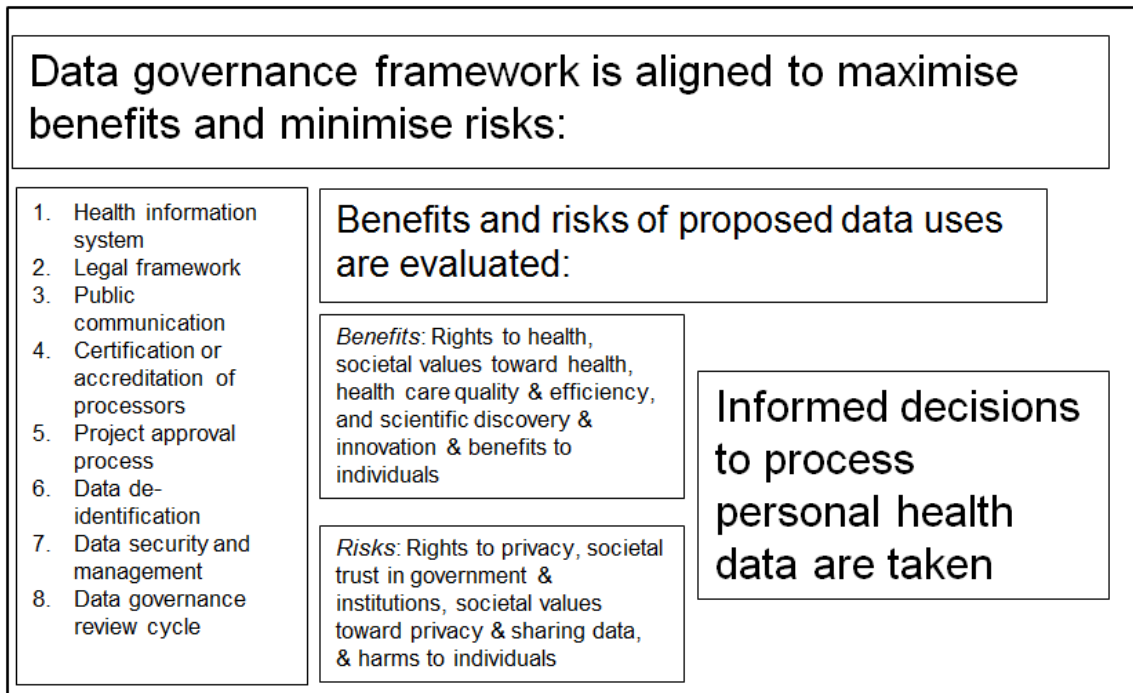 Data governance framework is aligned to maximise
benefits and minimise risks:
1. Health information
system
2. Legal framework
3. Public
communication
4. Certification or
accreditation of
processors
5. Project approval
process
6. Data de-
identification
7. Data security and
management
8. Data governance
review cycle
Benefits and risks of proposed data uses
are evaluated:
Benefits: Rights to health,
societal values toward health,
health care quality & efficiency,
and scientific discovery &
innovation & benefits to
individuals
Risks: Rights to privacy, societal
trust in government &
institutions, societal values
toward privacy & sharing data,
& harms to individuals
Informed decisions
to process
personal health
data are taken